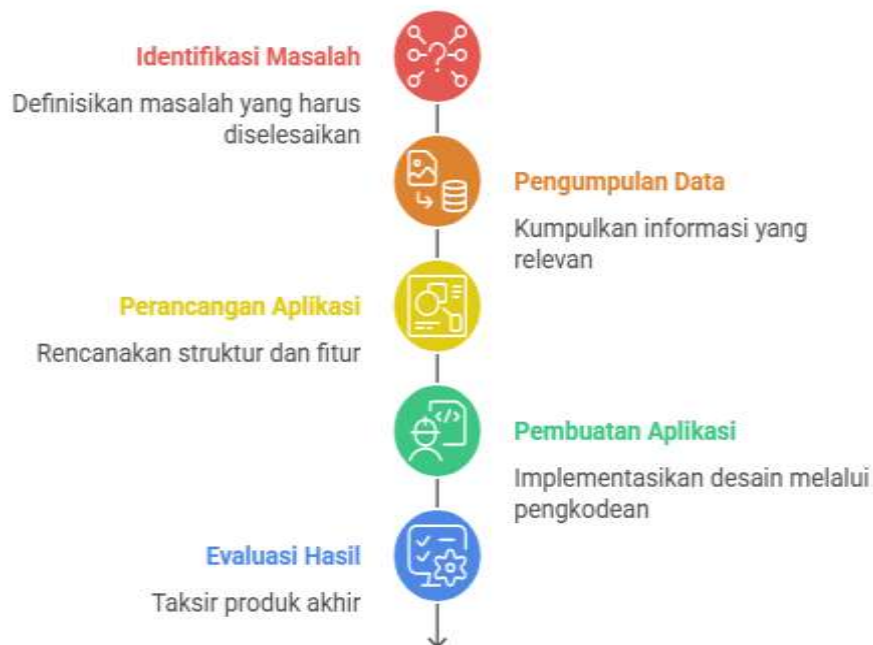 Identifikasi Masalah
Definisikan masalah yang harus
diselesaikan
Pengumpulan Data
Kumpulkan informasi yang
relevan
Perancangan Aplikasi
Rencanakan struktur dan fitur
Pembuatan Aplikasi
Implementasikan desain melalui
pengkodean
Evaluasi Hasil
Taksir produk akhir